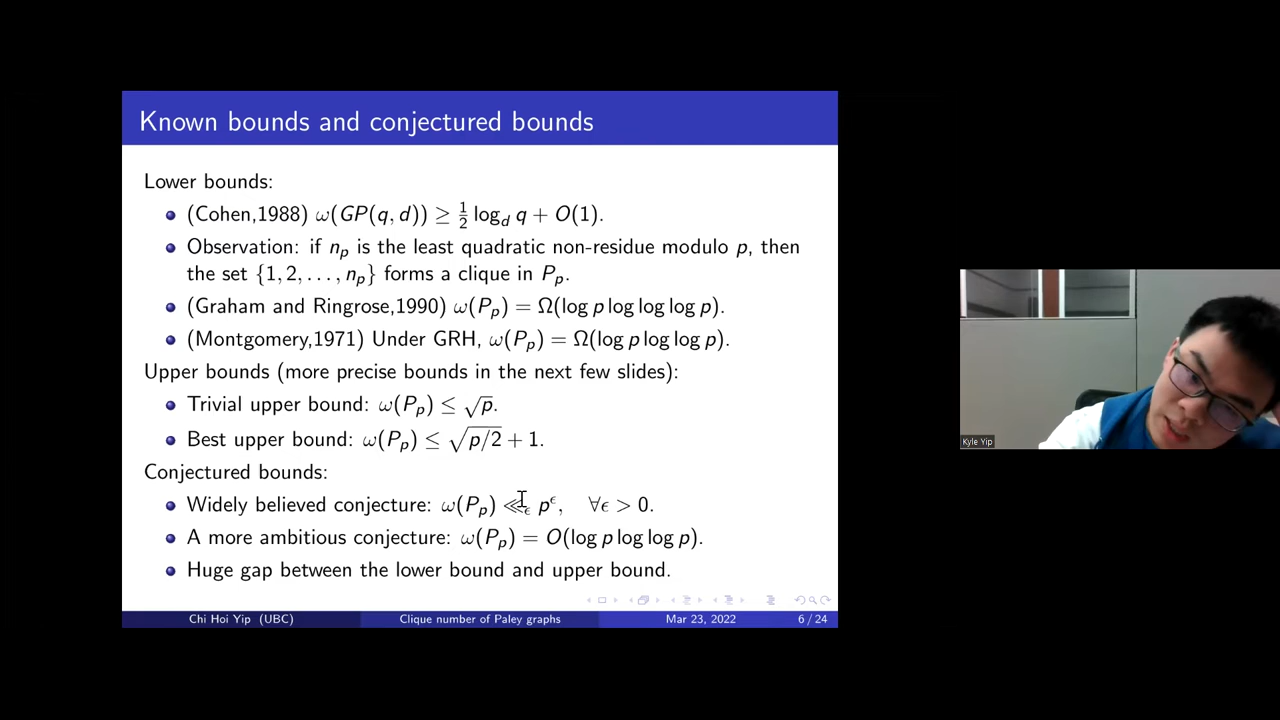 Known bounds and conjectured bounds
Lower bounds:
(Cohen,1988) ω(GP(q, d)) ≥ ½ log_d q + O(1).
Observation: if n_p is the least quadratic non-residue modulo p, then
the set {1, 2, . . . , n_p} forms a clique in P_p.
(Graham and Ringrose,1990) ω(P_p) = Ω(log p log log log p).
(Montgomery,1971) Under GRH, ω(P_p) = Ω(log p log log p).
Upper bounds (more precise bounds in the next few slides):
Trivial upper bound: ω(P_p) ≤ √p.
Best upper bound: ω(P_p) ≤ √(p/2) + 1.
Conjectured bounds:
Widely believed conjecture: ω(P_p) ≪_ε p^ε, ∀ε > 0.
A more ambitious conjecture: ω(P_p) = O(log p log log p).
Huge gap between the lower bound and upper bound.
Chi Hoi Yip (UBC) Clique number of Paley graphs Mar 23, 2022 6 / 24
Kyle Yip